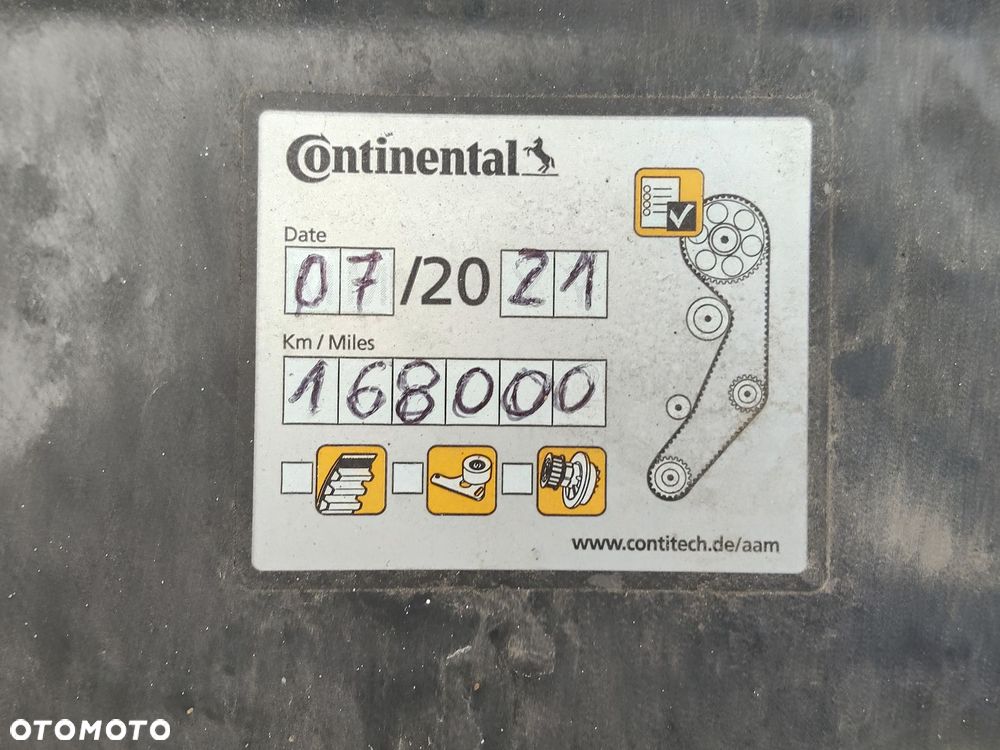 Continental
Date
07/2021
Km / Miles
168000
www.contitech.de/aam
OTOMOTO